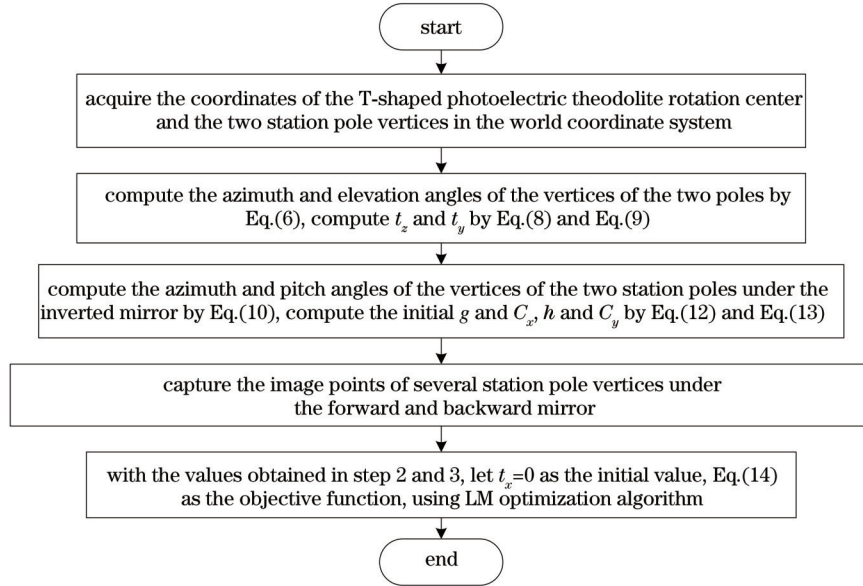 start
acquire the coordinates of the T-shaped photoelectric theodolite rotation center
and the two station pole vertices in the world coordinate system
compute the azimuth and elevation angles of the vertices of the two poles by
Eq.(6), compute t_z and t_y by Eq.(8) and Eq.(9)
compute the azimuth and pitch angles of the vertices of the two station poles under the
inverted mirror by Eq.(10), compute the initial g and C_x, h and C_y by Eq.(12) and Eq.(13)
capture the image points of several station pole vertices under
the forward and backward mirror
with the values obtained in step 2 and 3, let t_x=0 as the initial value, Eq.(14)
as the objective function, using LM optimization algorithm
end